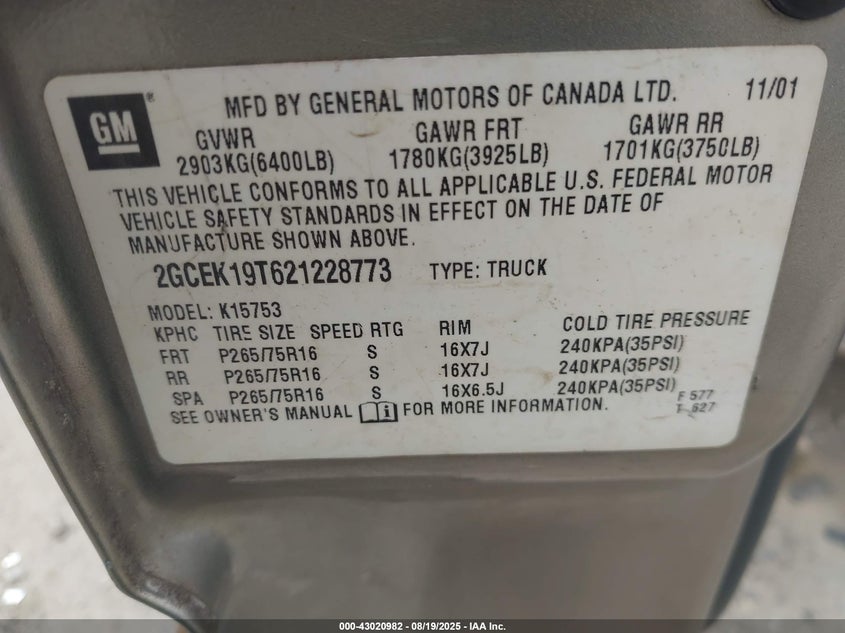 GM ® MFD BY GENERAL MOTORS OF CANADA LTD. 11/01
GVWR GAWR FRT GAWR RR
2903KG(6400LB) 1780KG(3925LB) 1701KG(3750LB)
THIS VEHICLE CONFORMS TO ALL APPLICABLE U.S. FEDERAL MOTOR
VEHICLE SAFETY STANDARDS IN EFFECT ON THE DATE OF
MANUFACTURE SHOWN ABOVE.
2GCEK19T621228773 TYPE: TRUCK
MODEL: K15753
KPHC TIRE SIZE SPEED RTG RIM COLD TIRE PRESSURE
FRT P265/75R16 S 16X7J 240KPA(35PSI)
RR P265/75R16 S 16X7J 240KPA(35PSI)
SPA P265/75R16 S 16X6.5J 240KPA(35PSI)
SEE OWNER'S MANUAL i FOR MORE INFORMATION. F 577
T 627
000-43020982 - 08/19/2025 - IAA Inc.